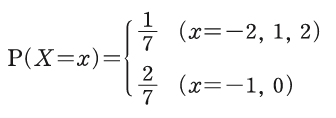 P(X=x)={ 1/7 (x=−2, 1, 2)
2/7 (x=−1, 0)